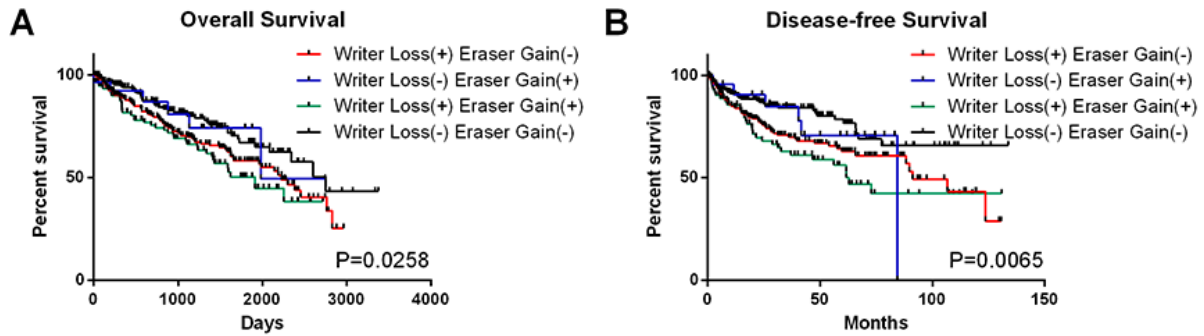 A
Overall Survival
Writer Loss(+) Eraser Gain(-)
Writer Loss(-) Eraser Gain(+)
Writer Loss(+) Eraser Gain(+)
Writer Loss(-) Eraser Gain(-)
Percent survival
100
50
0
P=0.0258
0 1000 2000 3000 4000
Days
B
Disease-free Survival
Writer Loss(+) Eraser Gain(-)
Writer Loss(-) Eraser Gain(+)
Writer Loss(+) Eraser Gain(+)
Writer Loss(-) Eraser Gain(-)
Percent survival
100
50
0
P=0.0065
0 50 100 150
Months